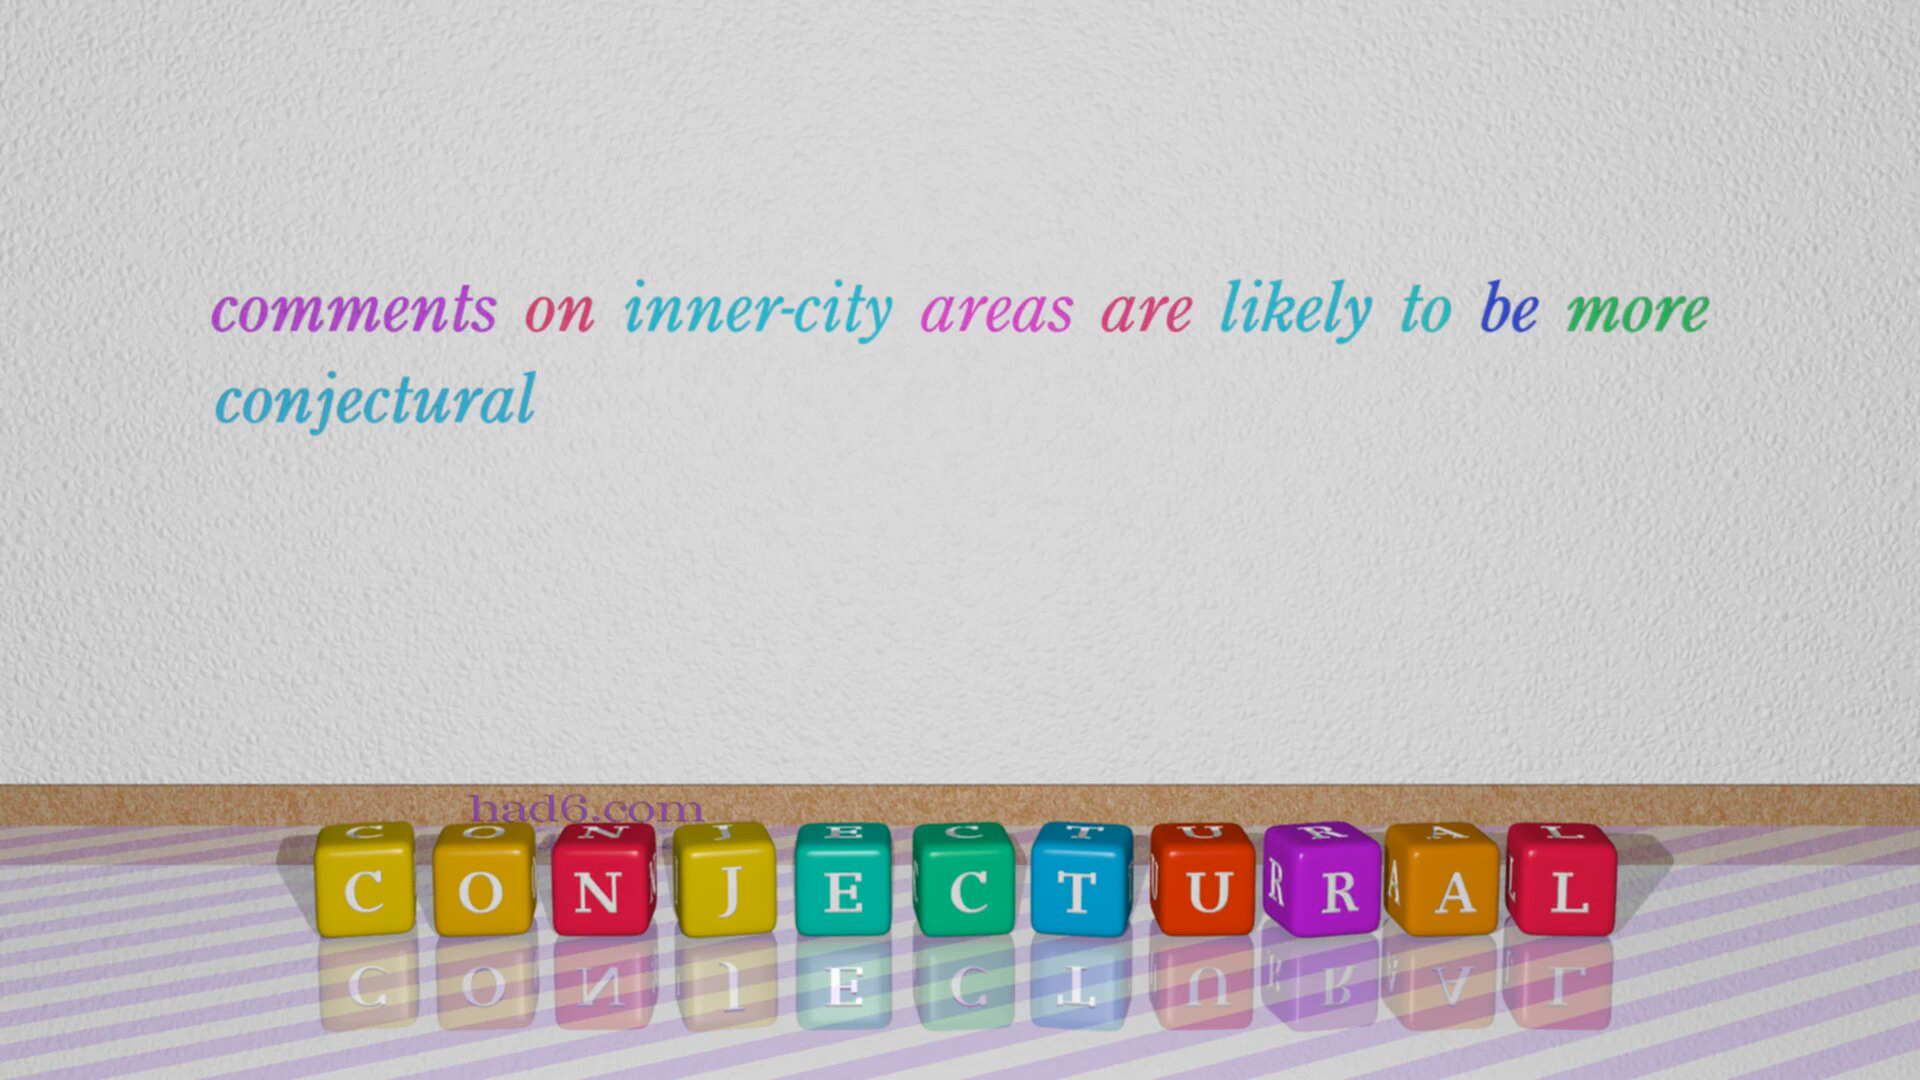 comments on inner-city areas are likely to be more
conjectural
had6.com
CONJECTURAL